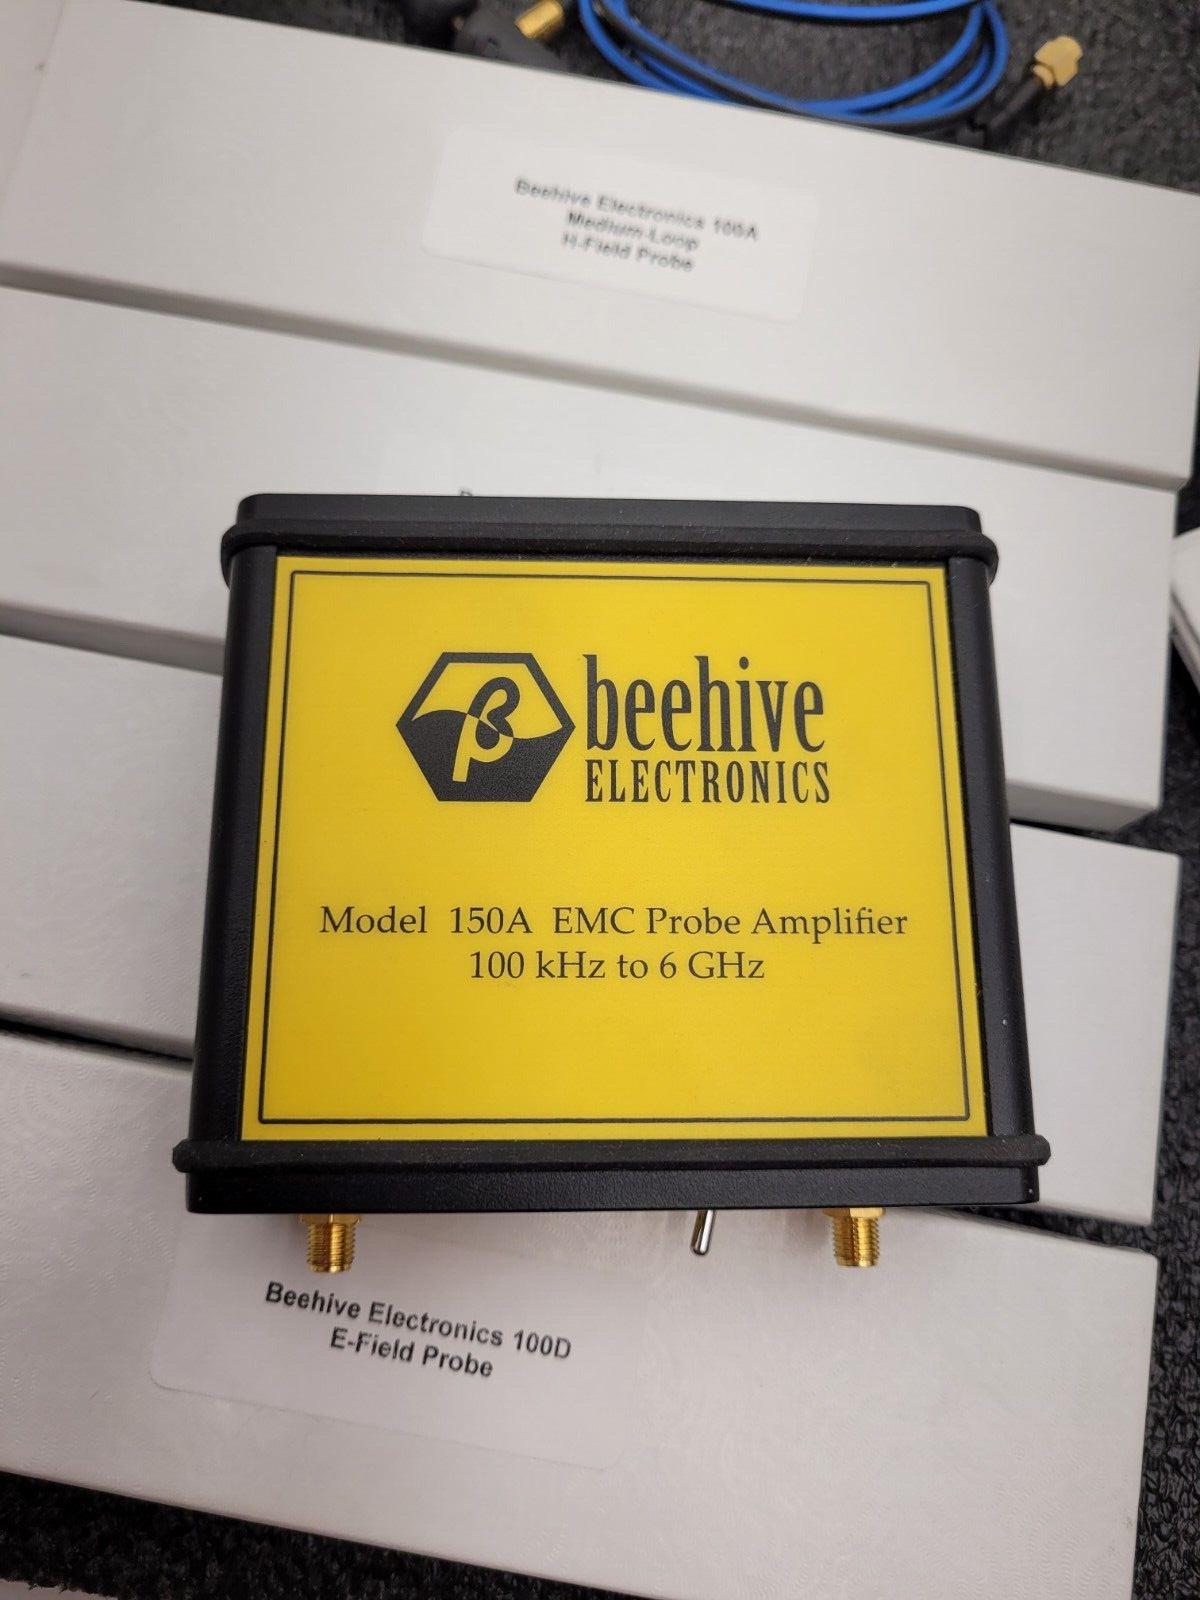 Beehive Electronics 100A
Medium-Loop
H-Field Probe
β
beehive
ELECTRONICS
Model 150A EMC Probe Amplifier
100 kHz to 6 GHz
Beehive Electronics 100D
E-Field Probe